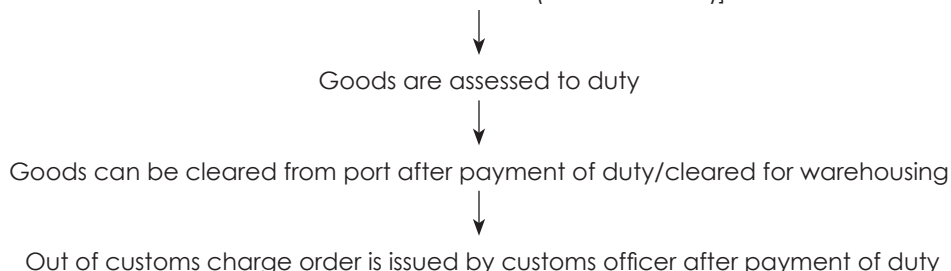 Goods are assessed to duty
Goods can be cleared from port after payment of duty/cleared for warehousing
Out of customs charge order is issued by customs officer after payment of duty